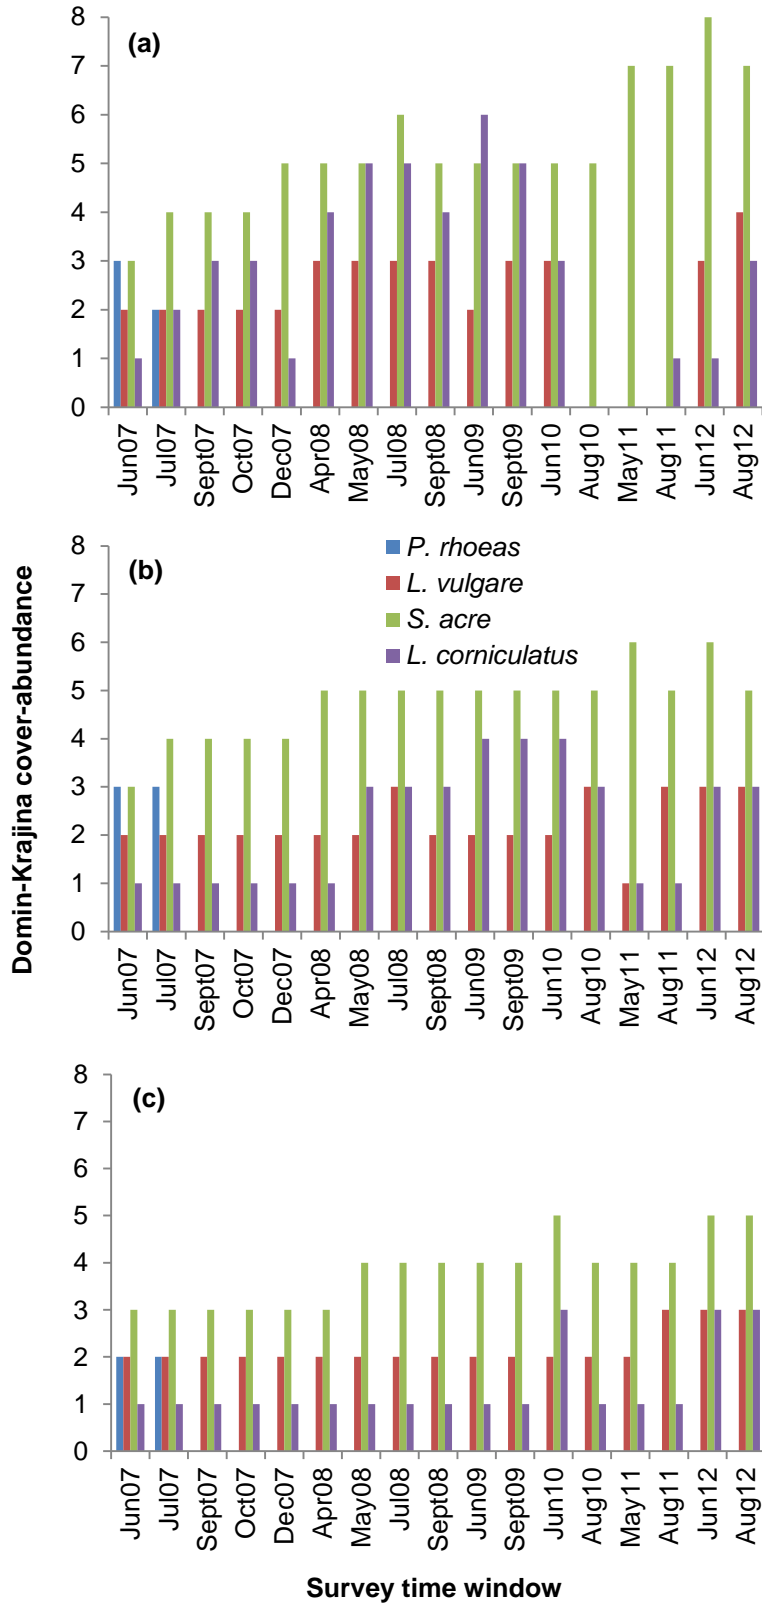 Domin-Krajina cover-abundance
(a)
8
7
6
5
4
3
2
1
0
Jun07
Jul07
Sept07
Oct07
Dec07
Apr08
May08
Jul08
Sept08
Jun09
Sept09
Jun10
Aug10
May11
Aug11
Jun12
Aug12
(b)
P. rhoeas
L. vulgare
S. acre
L. corniculatus
8
7
6
5
4
3
2
1
0
Jun07
Jul07
Sept07
Oct07
Dec07
Apr08
May08
Jul08
Sept08
Jun09
Sept09
Jun10
Aug10
May11
Aug11
Jun12
Aug12
(c)
8
7
6
5
4
3
2
1
0
Jun07
Jul07
Sept07
Oct07
Dec07
Apr08
May08
Jul08
Sept08
Jun09
Sept09
Jun10
Aug10
May11
Aug11
Jun12
Aug12
Survey time window